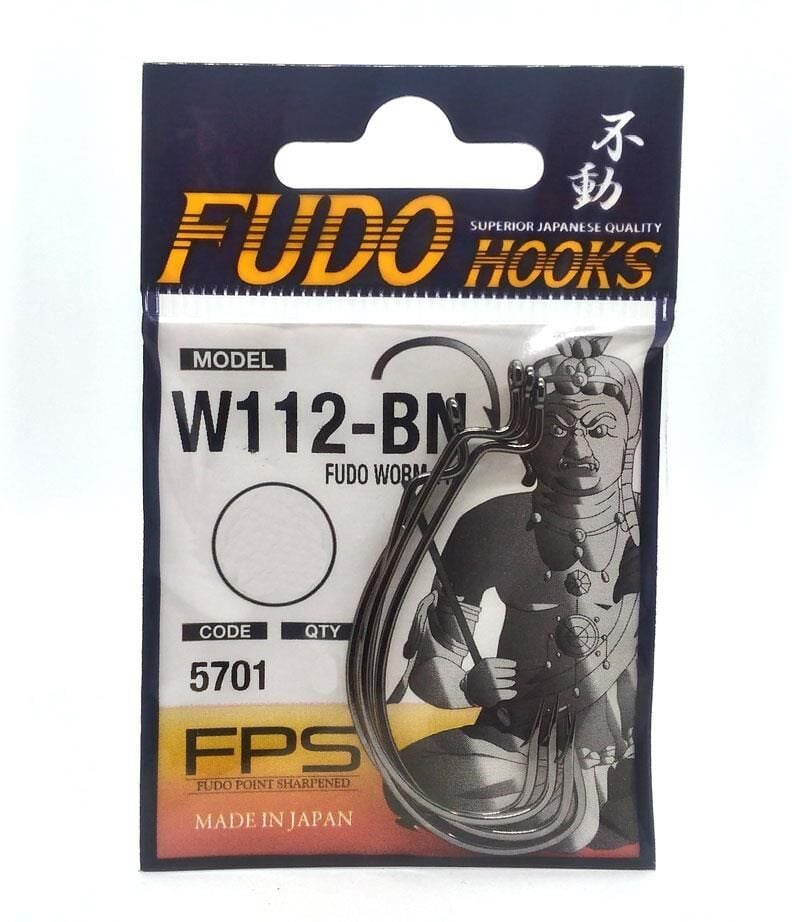 不動
FUDO
SUPERIOR JAPANESE QUALITY
HOOKS
MODEL
W112-BN
FUDO WORM
CODE
QTY
5701
FPS
FUDO POINT SHARPENED
MADE IN JAPAN